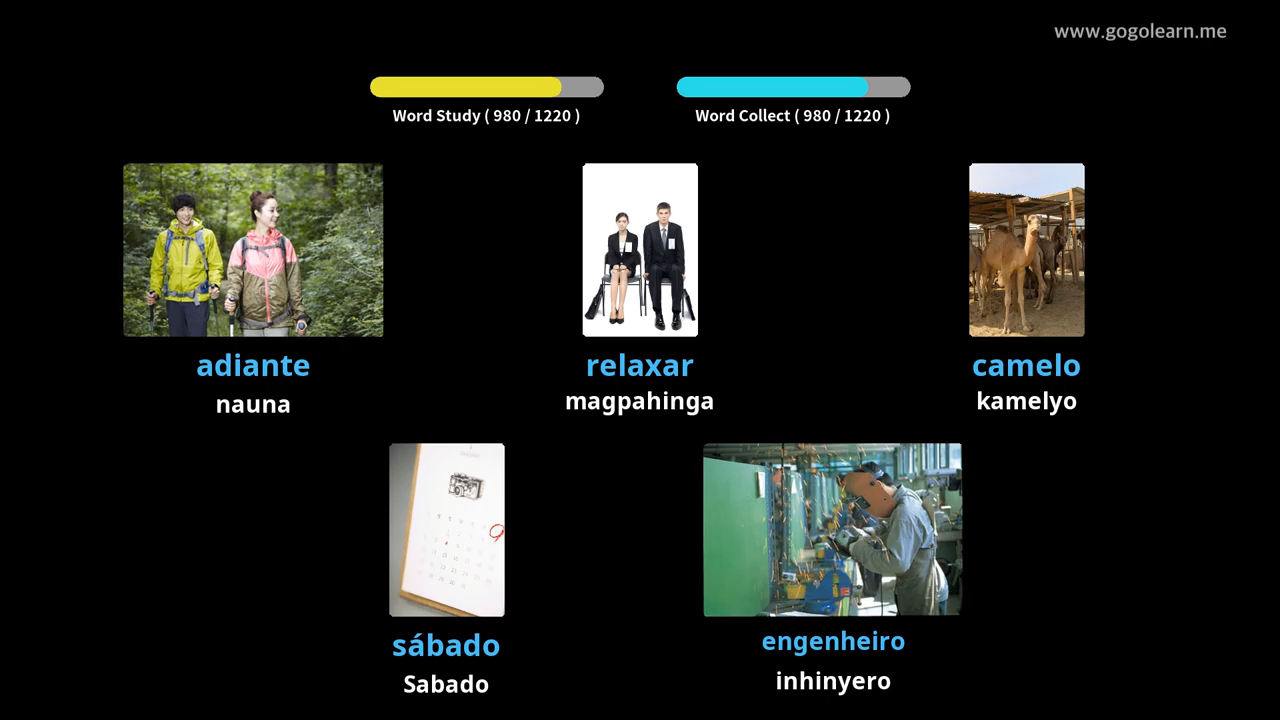 www.gogolearn.me
Word Study ( 980 / 1220 )
Word Collect ( 980 / 1220 )
adiante
nauna
relaxar
magpahinga
camelo
kamelyo
sábado
Sabado
engenheiro
inhinyero